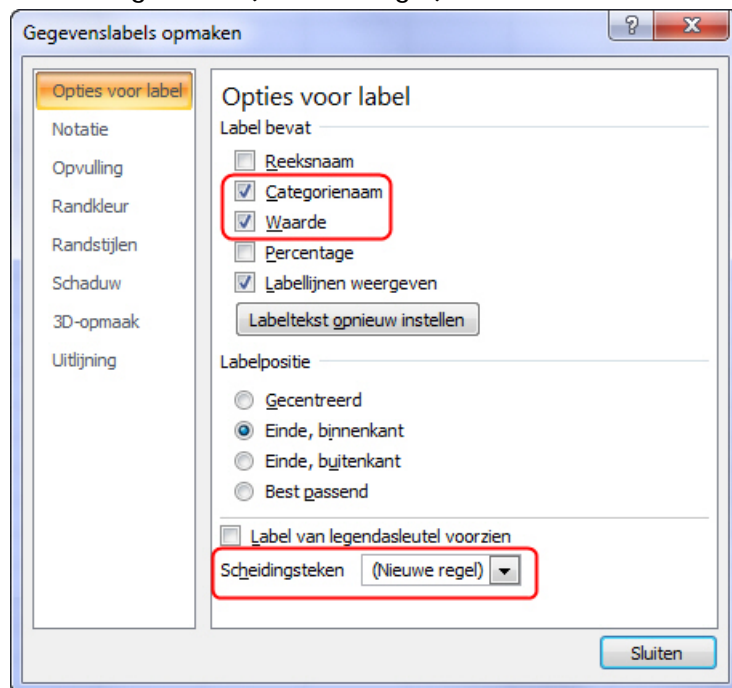 Gegevenslabels opmaken
Opties voor label
Notatie
Opvulling
Randkleur
Randstijlen
Schaduw
3D-opmaak
Uitlijning
Opties voor label
Label bevat
Reeksnaam
Categorienaam
Waarde
Percentage
Labellijnen weergeven
Labeltekst opnieuw instellen
Labelpositie
Gecentreerd
Einde, binnenkant
Einde, buitenkant
Best passend
Label van legendasleutel voorzien
Scheidingsteken (Nieuwe regel)
Sluiten